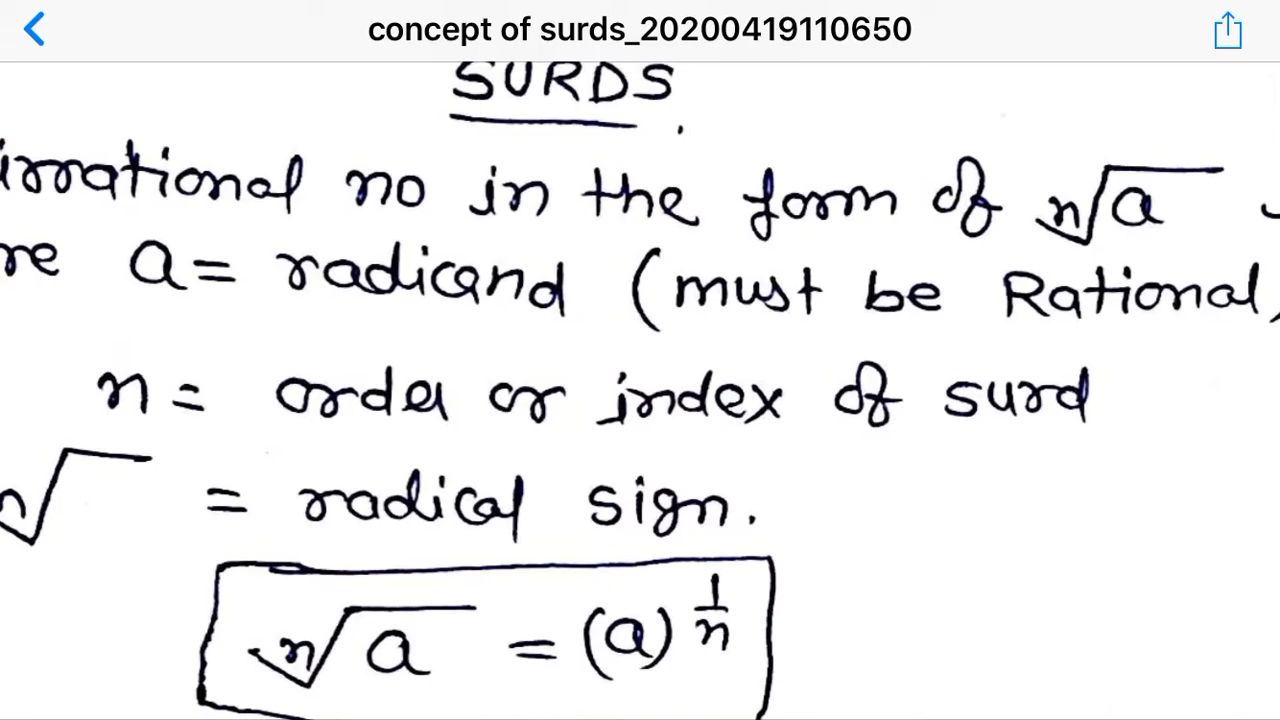 concept of surds_20200419110650
SURDS.
irrational no in the form of ⁿ√a
re a = radicand (must be Rational,
n = order or index of surd
ⁿ√ = radical sign.
ⁿ√a = (a)^(1/n)